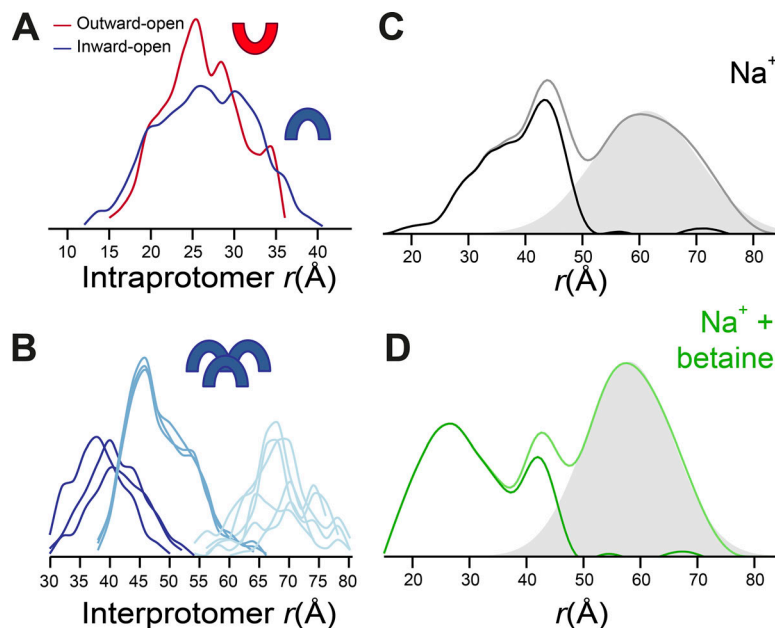 A
Outward-open
Inward-open
10 15 20 25 30 35 40
Intraprotomer r(Å)
B
30 35 40 45 50 54 55 60 65 70 75 80
Interprotomer r(Å)
C
Na+
20 30 40 50 60 70 80
r(Å)
D
Na+ +
betaine
20 30 40 50 60 70 80
r(Å)